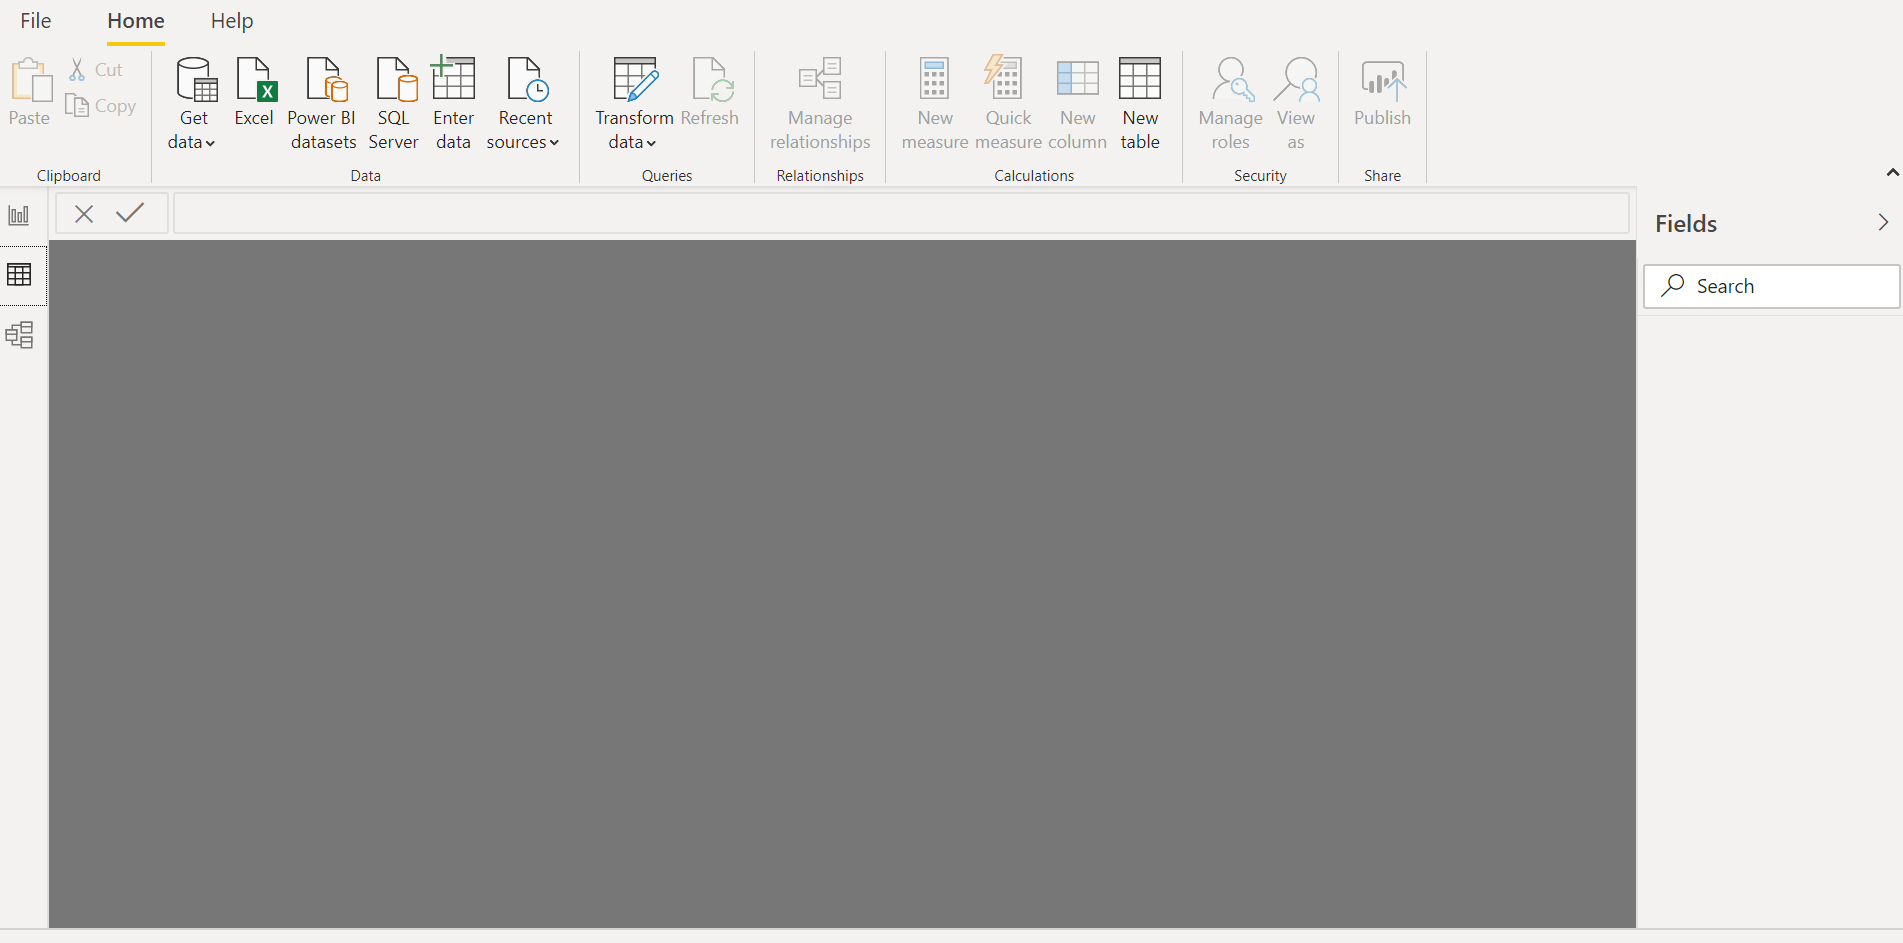 File Home Help
Paste
Cut
Copy
Clipboard
Get data
Excel
Power BI datasets
SQL Server
Enter data
Recent sources
Data
Transform data
Refresh
Queries
Manage relationships
Relationships
New measure
Quick measure
New column
New table
Calculations
Manage roles
View as
Security
Publish
Share
Fields
Search